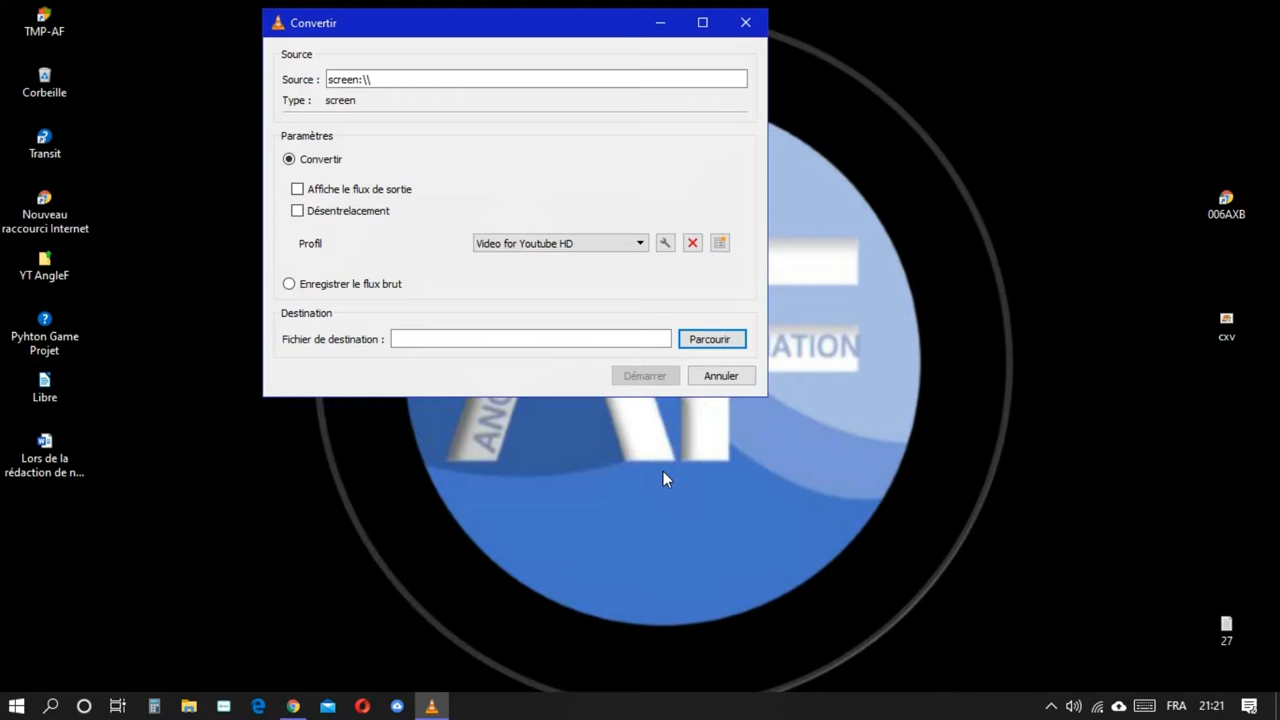 TMP-AF
Corbeille
Transit
Nouveau
raccourci Internet
YT AngleF
Pyhton Game
Projet
Libre
Lors de la
rédaction de n...
Convertir
Source
Source :
screen:\\
Type :
screen
Paramètres
Convertir
Affiche le flux de sortie
Désentrelacement
Profil
Video for Youtube HD
Enregistrer le flux brut
Destination
Fichier de destination :
Parcourir
Démarrer
Annuler
ATION
ANG
006AXB
cxv
27
FRA
21:21